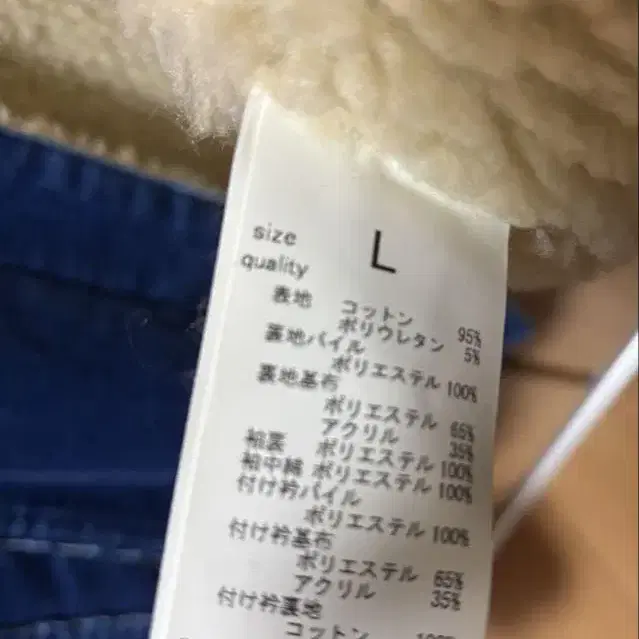 size L
quality
表地 コットン 95%
ポリウレタン 5%
裏地パイル
ポリエステル 100%
裏地基布
ポリエステル 65%
アクリル 35%
袖裏 ポリエステル 100%
袖中綿 ポリエステル 100%
付け衿パイル
ポリエステル 100%
付け衿基布
ポリエステル 65%
アクリル 35%
付け衿裏地
コットン 100%